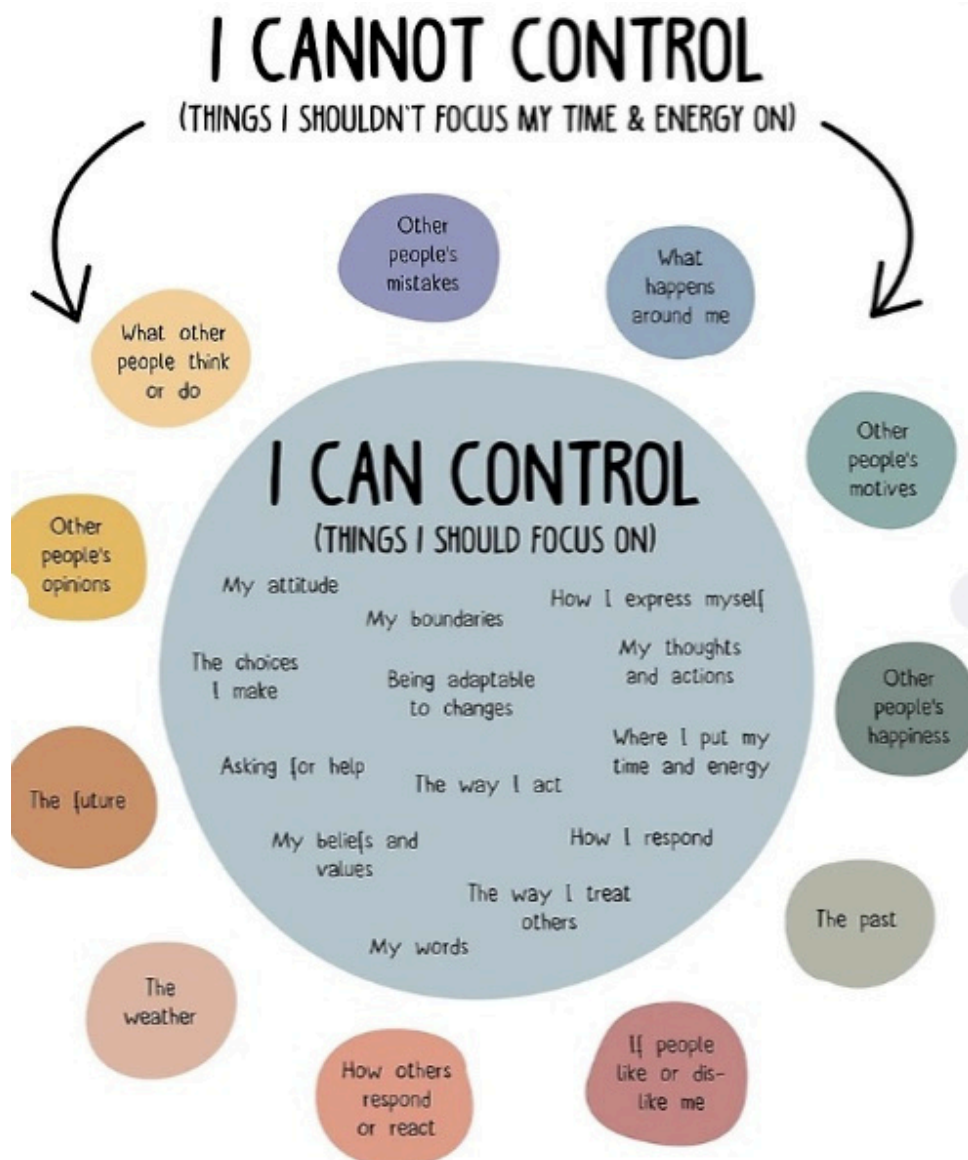 I CANNOT CONTROL
(THINGS I SHOULDN'T FOCUS MY TIME & ENERGY ON)
Other
people's
mistakes
What
happens
around me
What other
people think
or do
Other
people's
motives
Other
people's
opinions
Other
people's
happiness
The future
The past
The
weather
How others
respond
or react
If people
like or dis-
like me
I CAN CONTROL
(THINGS I SHOULD FOCUS ON)
My attitude
My boundaries
How I express myself
The choices
I make
Being adaptable
to changes
My thoughts
and actions
Asking for help
The way I act
Where I put my
time and energy
My beliefs and
values
How I respond
The way I treat
others
My words